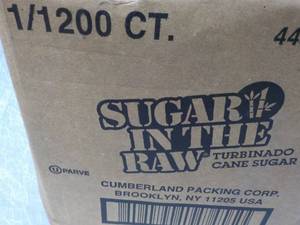 1/1200 CT.
44
SUGAR
IN THE
RAW
TURBINADO
CANE SUGAR
Ⓤ PARVE
CUMBERLAND PACKING CORP.
BROOKLYN, NY 11205 USA